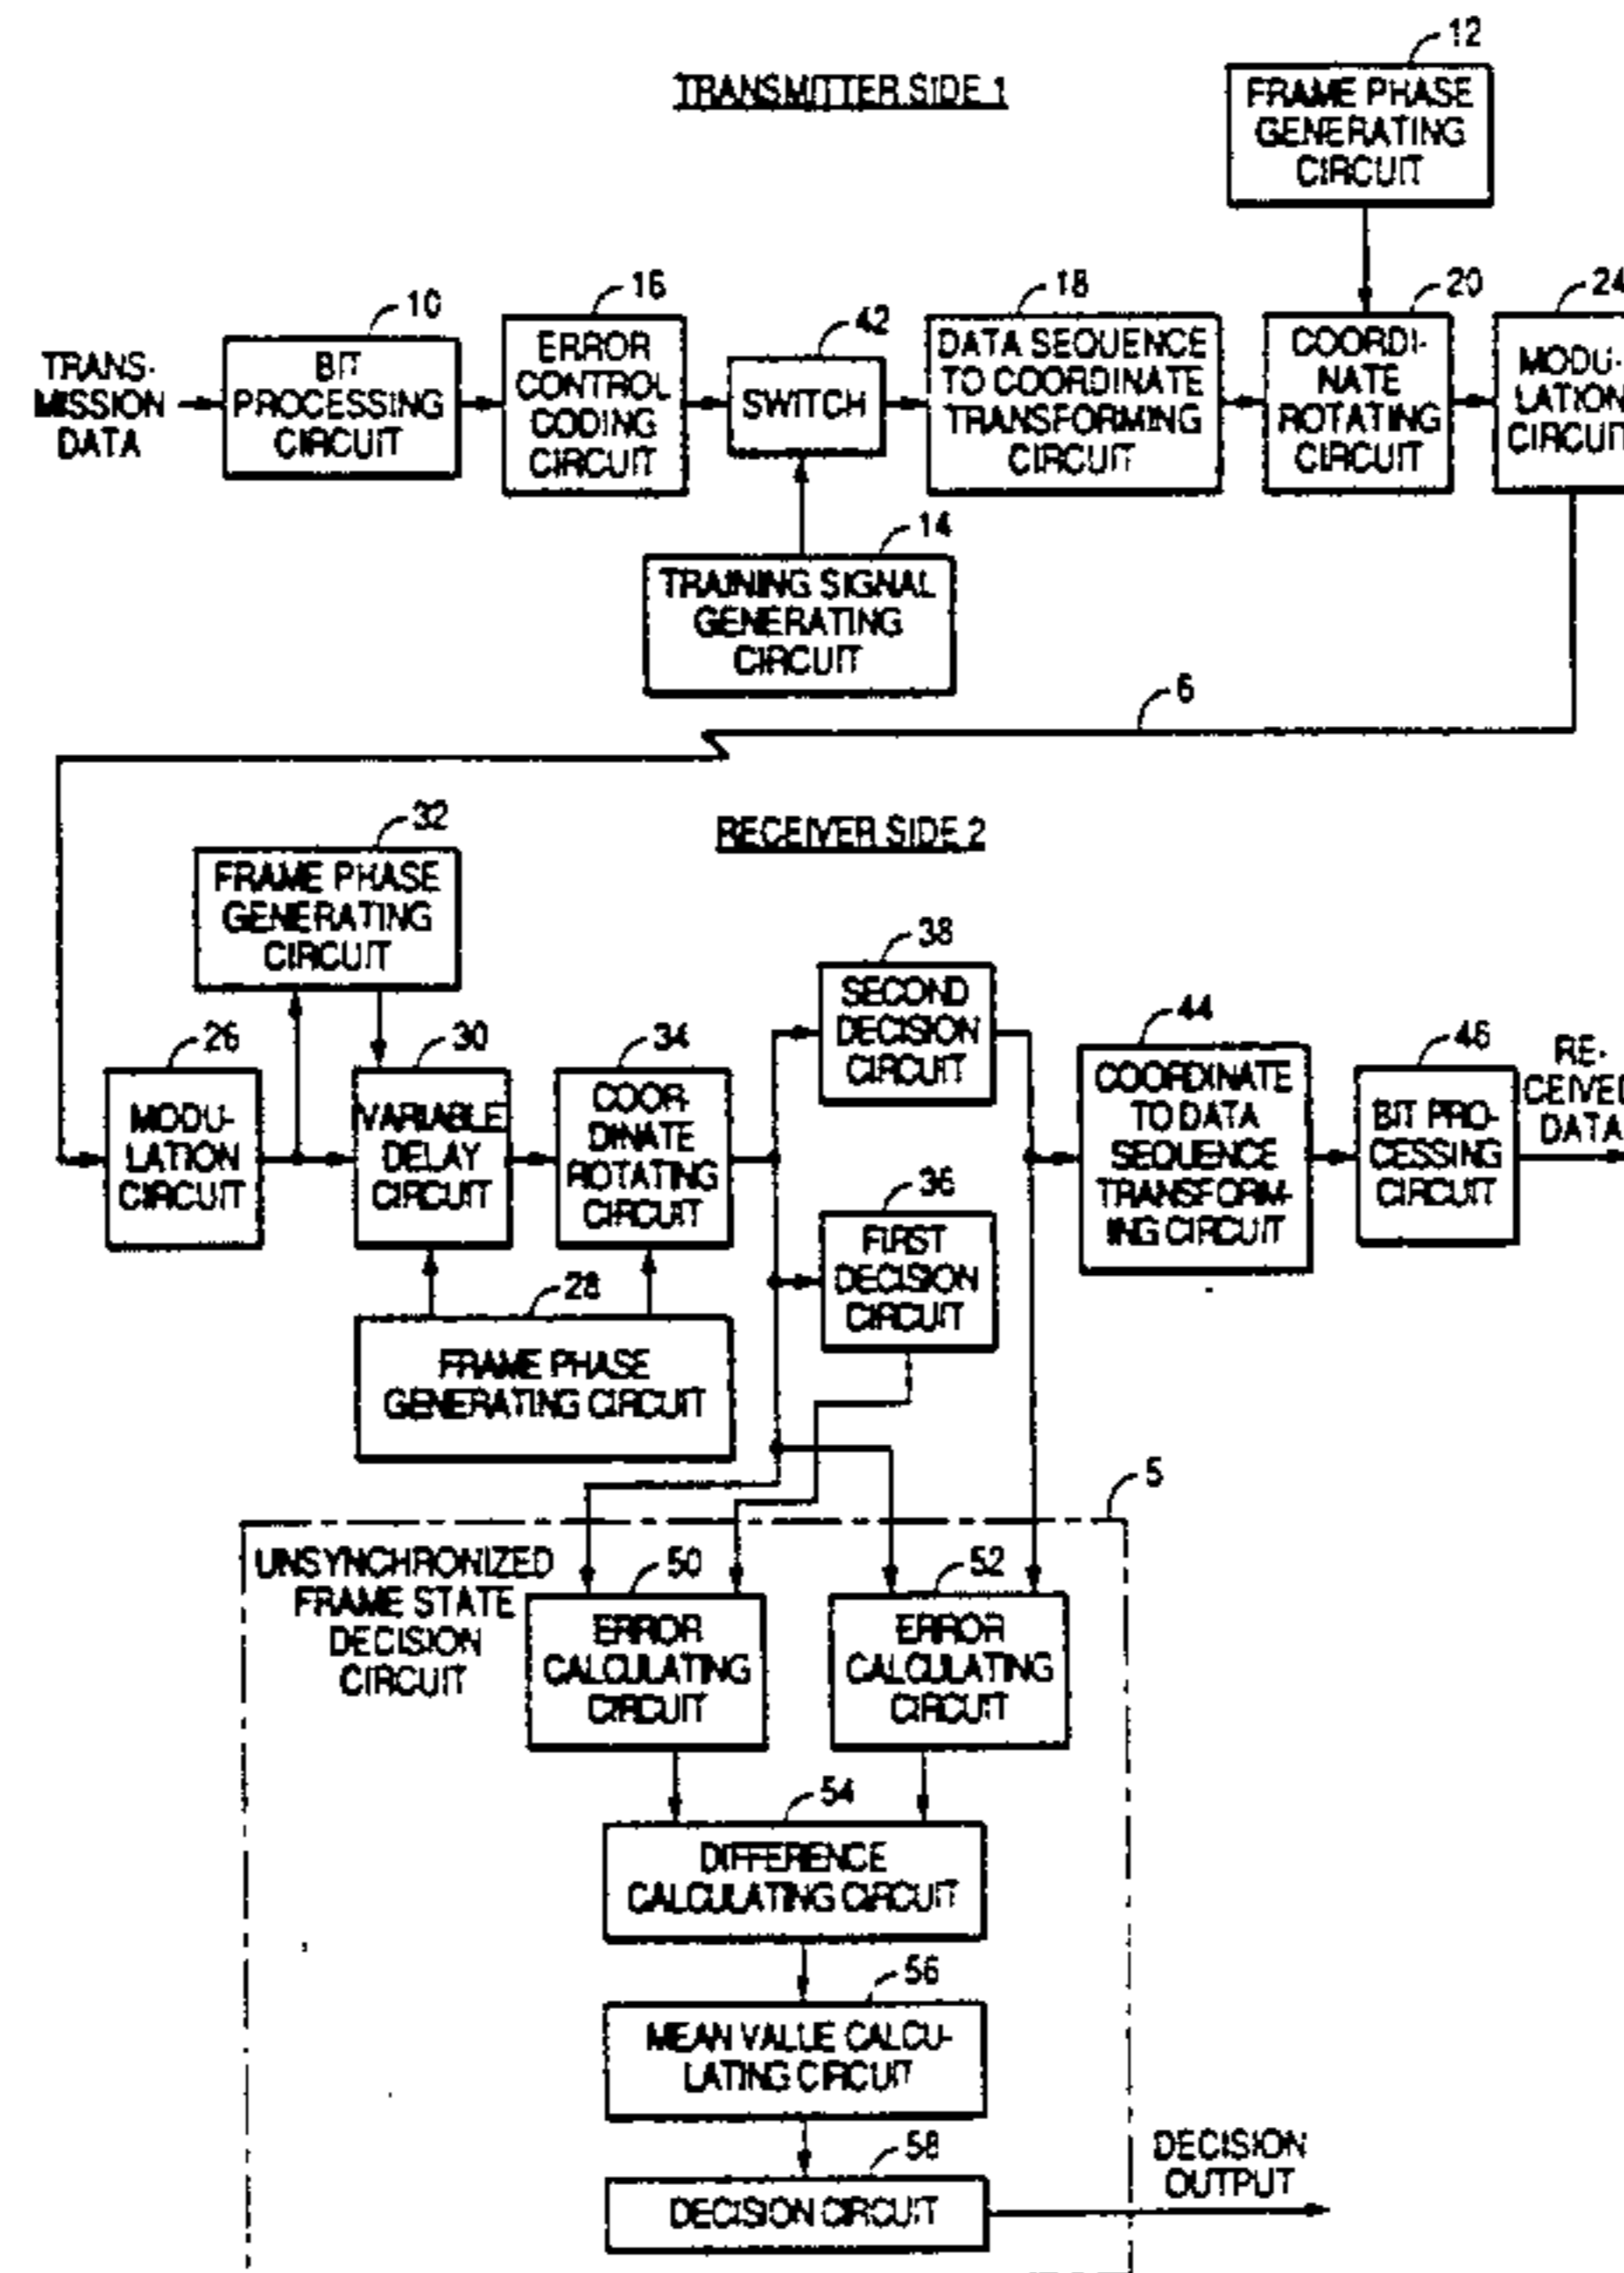 TRANSMITTER SIDE 1
12
FRAME PHASE
GENERATING
CIRCUIT
TRANS-
MISSION
DATA
10
BIT
PROCESSING
CIRCUIT
16
ERROR
CONTROL
CODING
CIRCUIT
42
SWITCH
18
DATA SEQUENCE
TO COORDINATE
TRANSFORMING
CIRCUIT
20
COORDI-
NATE
ROTATING
CIRCUIT
24
MODU-
LATION
CIRCUIT
14
TRAINING SIGNAL
GENERATING
CIRCUIT
6
RECEIVER SIDE 2
32
FRAME PHASE
GENERATING
CIRCUIT
26
MODU-
LATION
CIRCUIT
30
VARIABLE
DELAY
CIRCUIT
34
COOR-
DINATE
ROTATING
CIRCUIT
38
SECOND
DECISION
CIRCUIT
44
COORDINATE
TO DATA
SEQUENCE
TRANSFORM-
ING CIRCUIT
46
BIT PRO-
CESSING
CIRCUIT
RE-
CEIVED
DATA
36
FIRST
DECISION
CIRCUIT
28
FRAME PHASE
GENERATING CIRCUIT
5
UNSYNCHRONIZED
FRAME STATE
DECISION
CIRCUIT
50
ERROR
CALCULATING
CIRCUIT
52
ERROR
CALCULATING
CIRCUIT
54
DIFFERENCE
CALCULATING CIRCUIT
56
MEAN VALUE CALCU-
LATING CIRCUIT
58
DECISION CIRCUIT
DECISION
OUTPUT